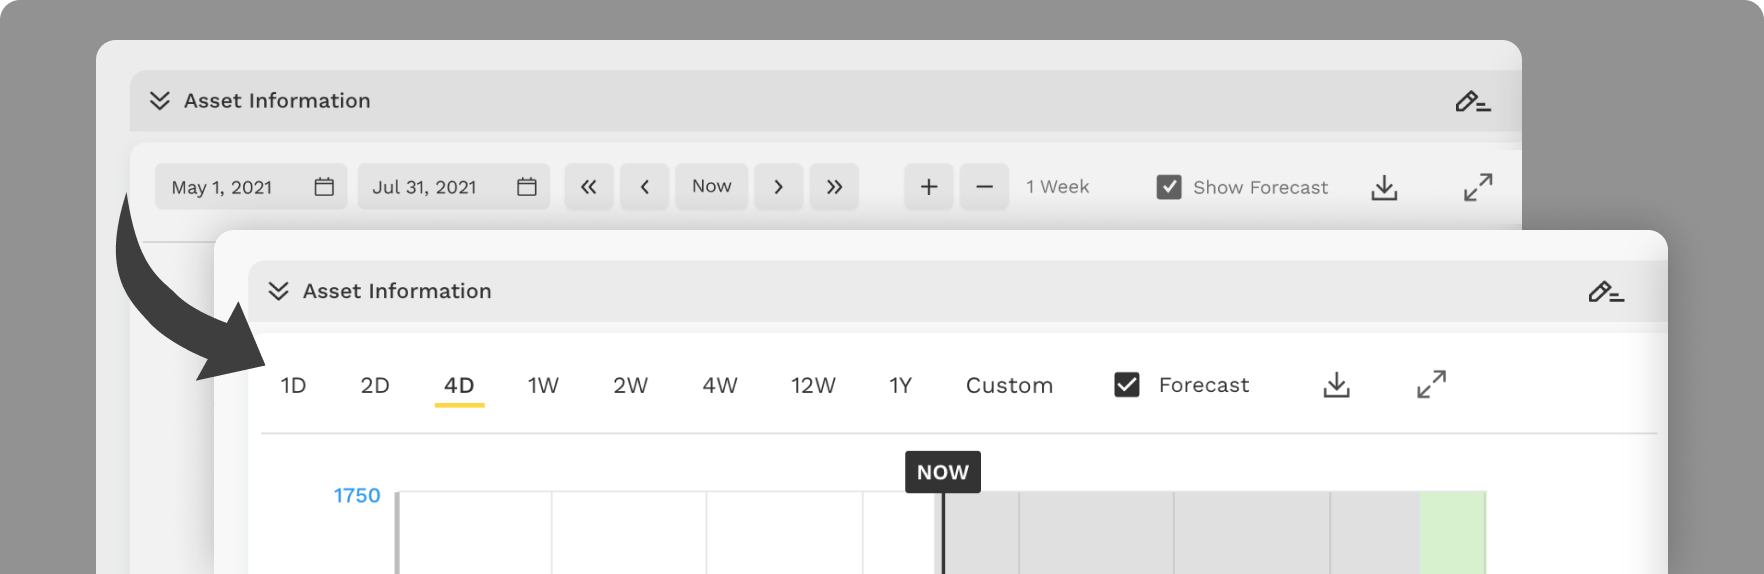 Asset Information
May 1, 2021 Jul 31, 2021 Now 1 Week Show Forecast
Asset Information
1D 2D 4D 1W 2W 4W 12W 1Y Custom Forecast
NOW
1750